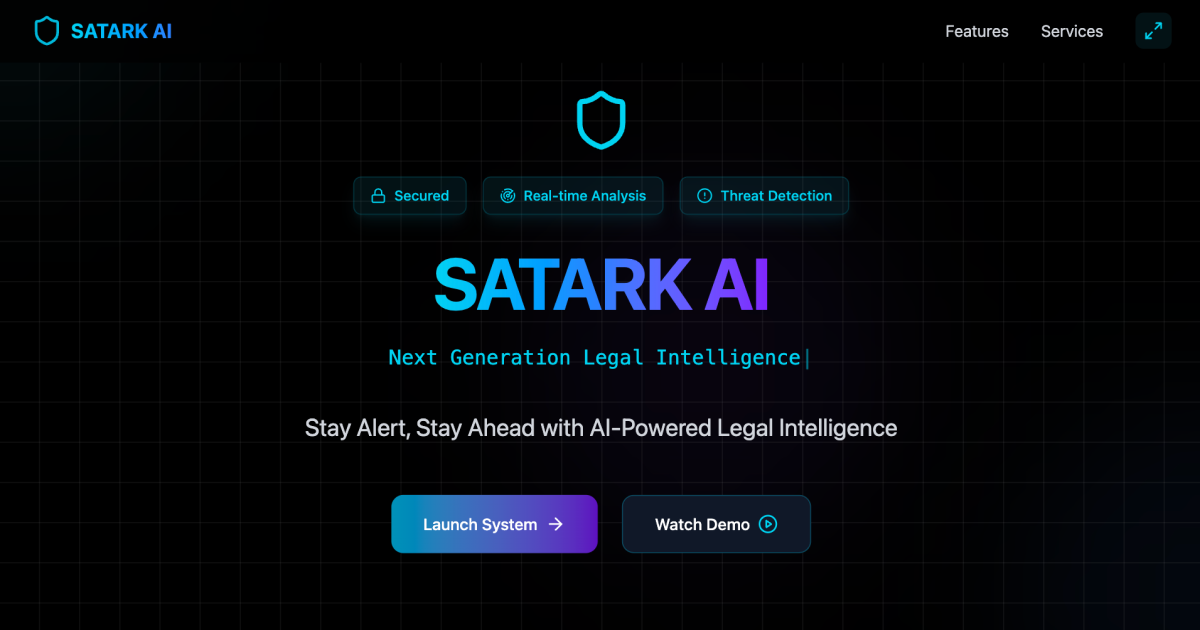 SATARK AI
Features
Services
Secured
Real-time Analysis
Threat Detection
SATARK AI
Next Generation Legal Intelligence|
Stay Alert, Stay Ahead with AI-Powered Legal Intelligence
Launch System →
Watch Demo